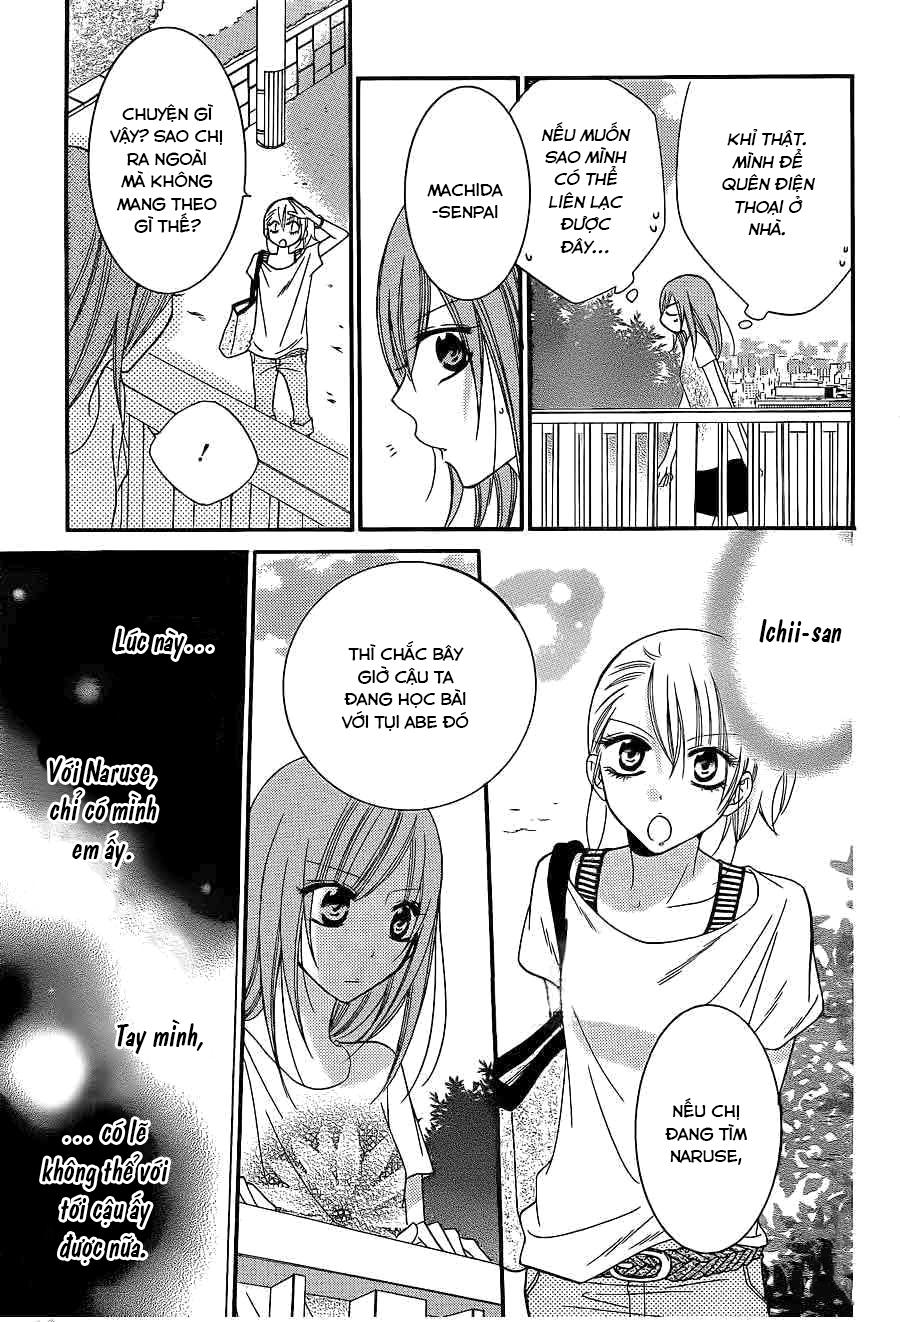 KHỈ THẬT.
MÌNH ĐỂ
QUÊN ĐIỆN
THOẠI Ở
NHÀ.
NẾU MUỐN
SAO MÌNH
CÓ THỂ
LIÊN LẠC
ĐƯỢC
ĐÂY...
MACHIDA
-SENPAI
CHUYỆN GÌ
VẬY? SAO CHỊ
RA NGOÀI
MÀ KHÔNG
MANG THEO
GÌ THẾ?
!
Ichii-san
NẾU CHỊ
ĐANG TÌM
NARUSE,
THÌ CHẮC BÂY
GIỜ CẬU TA
ĐANG HỌC BÀI
VỚI TỤI ABE ĐÓ
Lúc này...
Với Naruse,
chỉ có mình
em ấy.
Tay mình,
... có lẽ
không thể với
tới cậu ấy
được nữa.